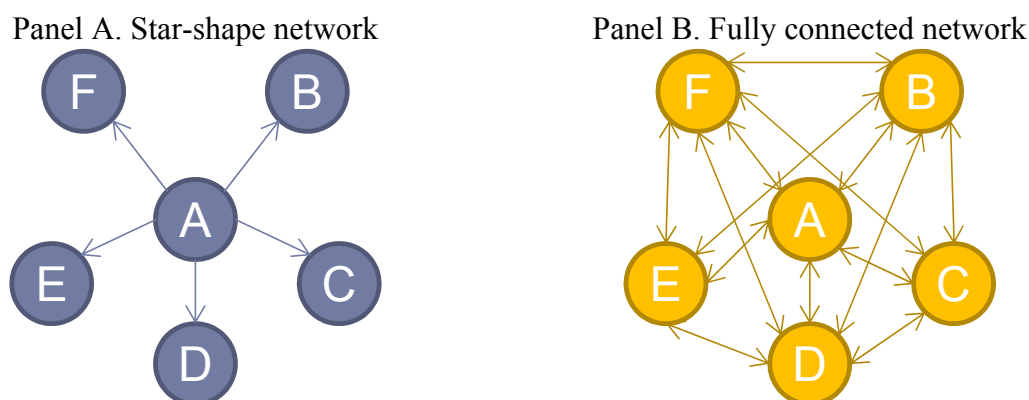 Panel A. Star-shape network
F B
A
E C
D
Panel B. Fully connected network
F B
A
E C
D